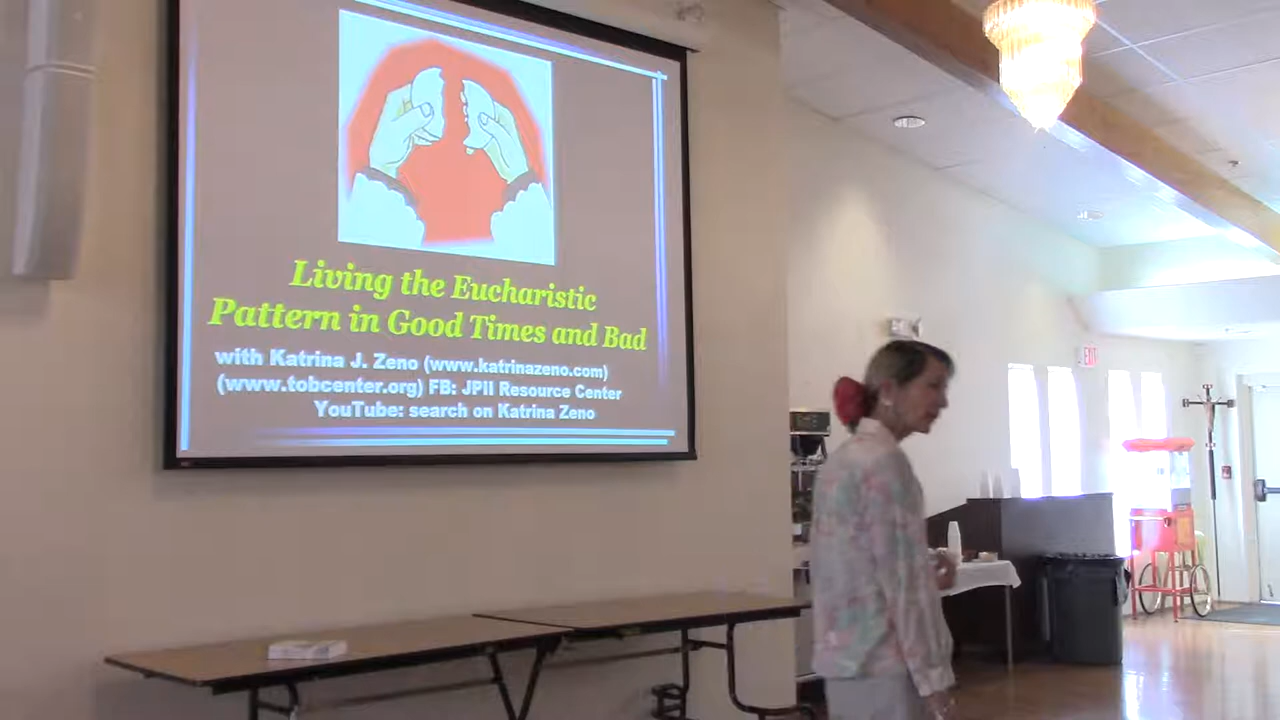 Living the Eucharistic
Pattern in Good Times and Bad
with Katrina J. Zeno (www.katrinazeno.com)
(www.tobcenter.org) FB: JPII Resource Center
YouTube: search on Katrina Zeno
EXIT